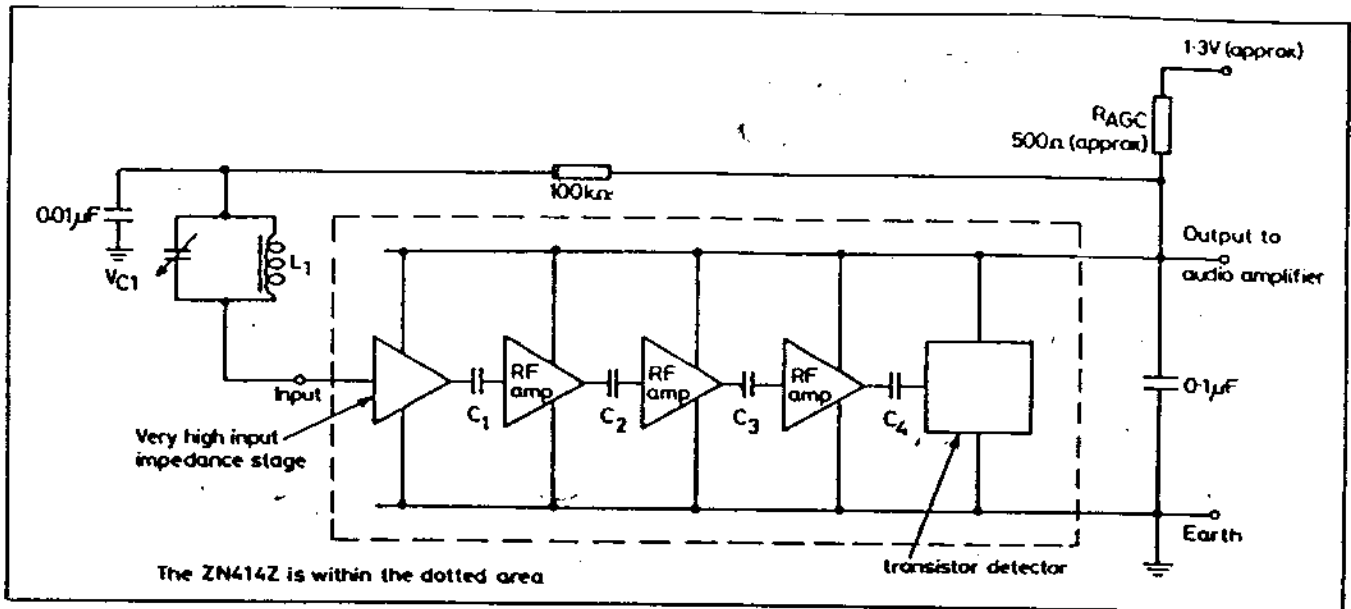 1·3V (approx)
RAGC
500Ω (approx)
100kΩ
0.01µF
VC1
L1
Output to
audio amplifier
Input
RF
amp
RF
amp
RF
amp
C1
C2
C3
C4
0·1µF
Very high input
impedance stage
Earth
transistor detector
The ZN414Z is within the dotted area